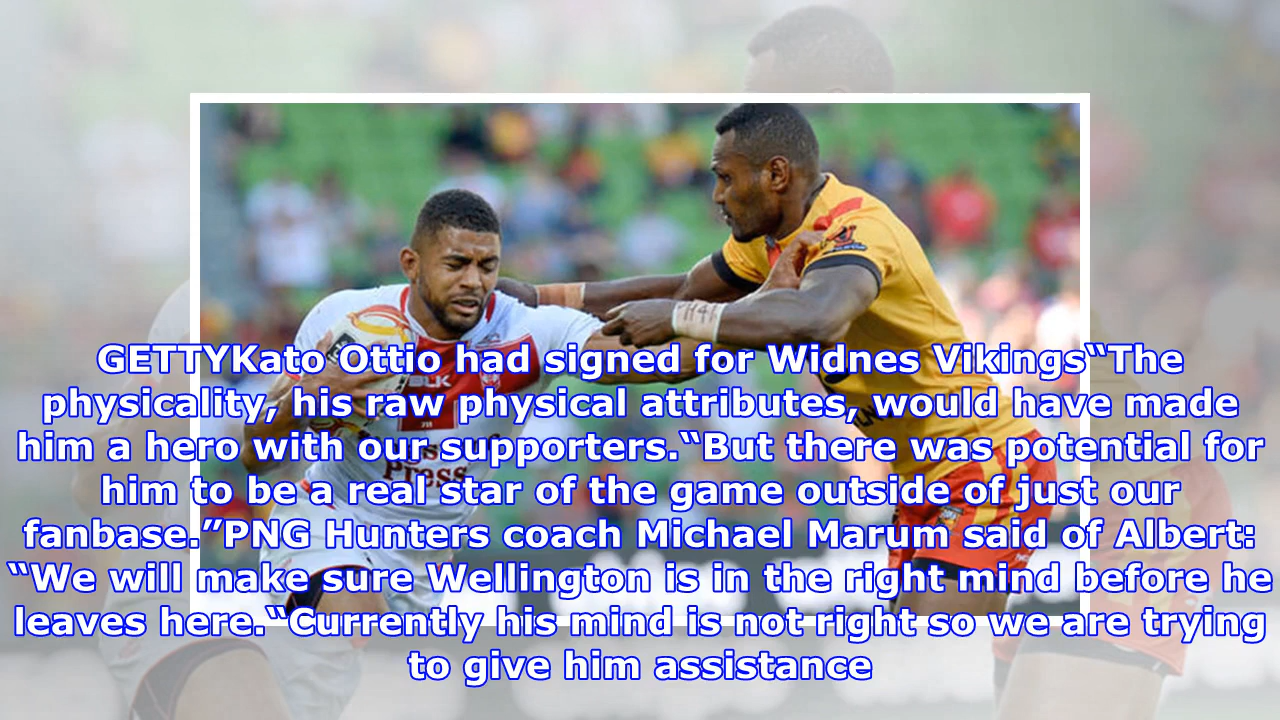 GETTYKato Ottio had signed for Widnes Vikings“The
physicality, his raw physical attributes, would have made
him a hero with our supporters.“But there was potential for
him to be a real star of the game outside of just our
fanbase.”PNG Hunters coach Michael Marum said of Albert:
“We will make sure Wellington is in the right mind before he
leaves here.“Currently his mind is not right so we are trying
to give him assistance
BLK
Press